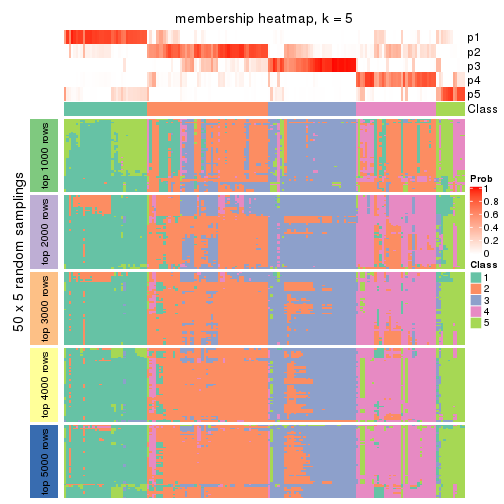 membership heatmap, k = 5
p1
p2
p3
p4
p5
Class
50 x 5 random samplings
top 1000 rows
top 2000 rows
top 3000 rows
top 4000 rows
top 5000 rows
Prob
1
0.8
0.6
0.4
0.2
0
Class
1
2
3
4
5